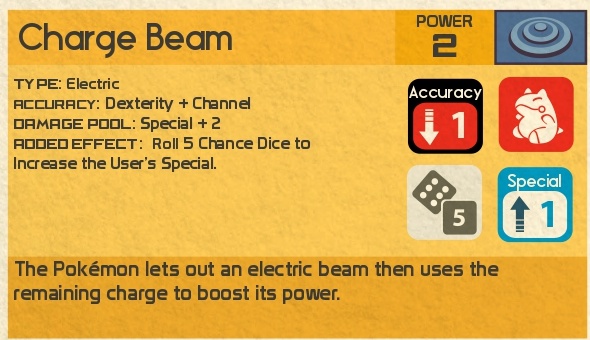 Charge Beam
POWER
2
TYPE: Electric
ACCURACY: Dexterity + Channel
DAMAGE POOL: Special + 2
ADDED EFFECT: Roll 5 Chance Dice to
Increase the User's Special.
Accuracy
1
5
Special
1
The Pokémon lets out an electric beam then uses the
remaining charge to boost its power.